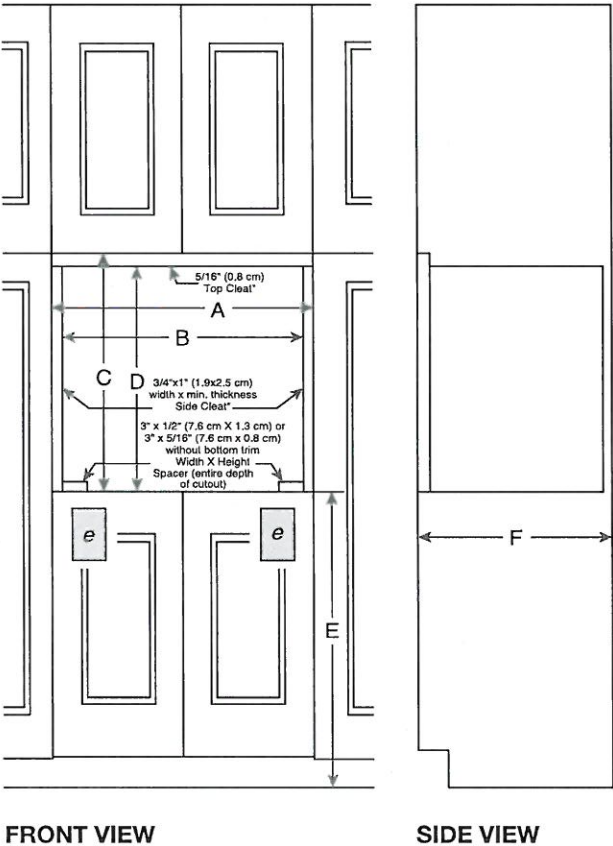 5/16" (0.8 cm)
Top Cleat*
A
B
C
D
3/4"x1" (1.9x2.5 cm)
width x min. thickness
Side Cleat*
3" x 1/2" (7.6 cm X 1.3 cm) or
3" x 5/16" (7.6 cm x 0.8 cm)
without bottom trim
Width X Height
Spacer (entire depth
of cutout)
e
e
E
F
FRONT VIEW
SIDE VIEW